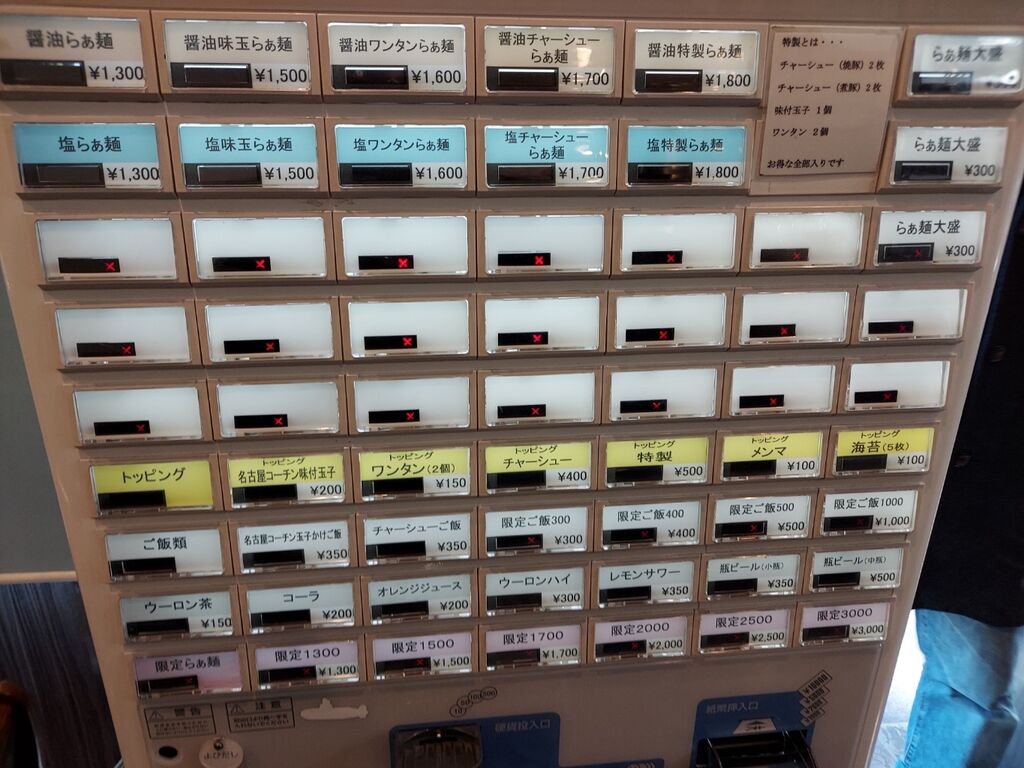 醤油らぁ麺
¥1,300
醤油味玉らぁ麺
¥1,500
醤油ワンタンらぁ麺
¥1,600
醤油チャーシュー
らぁ麺
¥1,700
醤油特製らぁ麺
¥1,800
特製とは・・・
チャーシュー（焼豚）2枚
チャーシュー（煮豚）2枚
味付玉子 1個
ワンタン 2個
お得な全部入りです
らぁ麺大盛
塩らぁ麺
¥1,300
塩味玉らぁ麺
¥1,500
塩ワンタンらぁ麺
¥1,600
塩チャーシュー
らぁ麺
¥1,700
塩特製らぁ麺
¥1,800
らぁ麺大盛
¥300
らぁ麺大盛
¥300
トッピング
トッピング
名古屋コーチン味付玉子
¥200
トッピング
ワンタン(2個)
¥150
トッピング
チャーシュー
¥400
トッピング
特製
¥500
トッピング
メンマ
¥100
トッピング
海苔(5枚)
¥100
ご飯類
名古屋コーチン玉子かけご飯
¥350
チャーシューご飯
¥350
限定ご飯300
¥300
限定ご飯400
¥400
限定ご飯500
¥500
限定ご飯1000
¥1,000
ウーロン茶
¥150
コーラ
¥200
オレンジジュース
¥200
ウーロンハイ
¥300
レモンサワー
¥350
瓶ビール(小瓶)
¥350
瓶ビール(中瓶)
¥500
限定らぁ麺
限定1300
¥1,300
限定1500
¥1,500
限定1700
¥1,700
限定2000
¥2,000
限定2500
¥2,500
限定3000
¥3,000
警告
注意
よびだし
硬貨投入口
紙幣挿入口